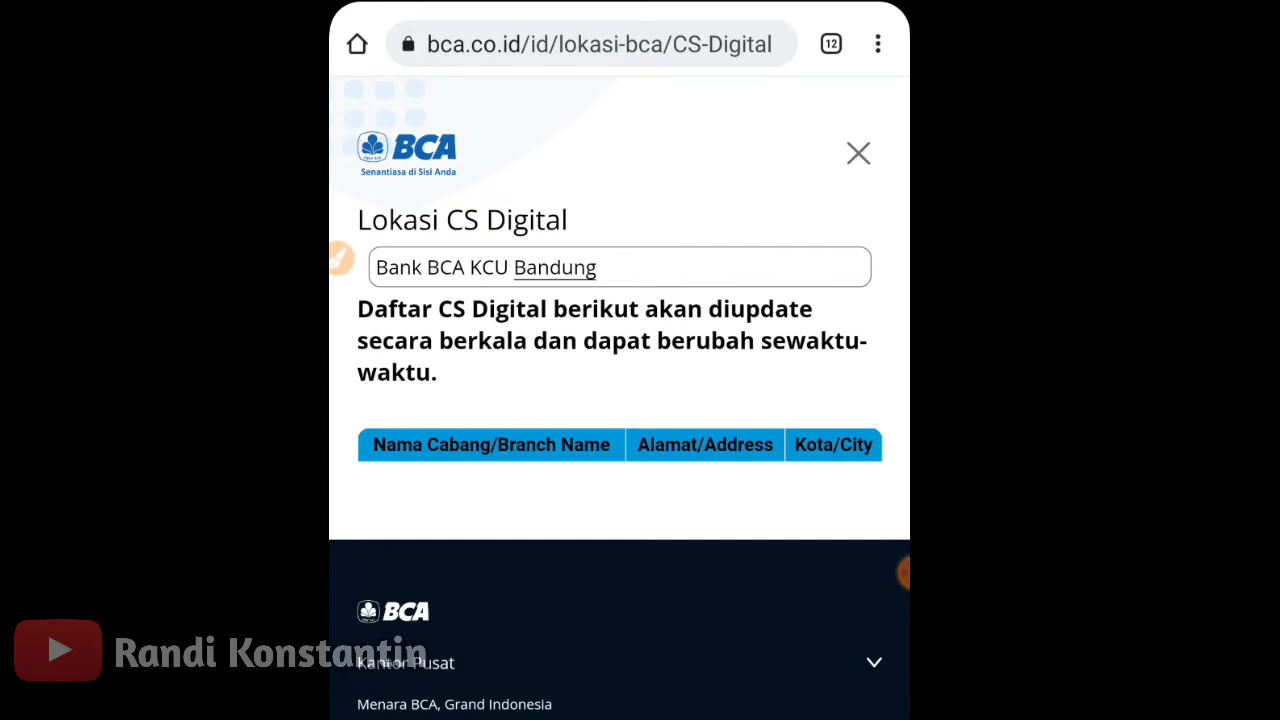 bca.co.id/id/lokasi-bca/CS-Digital
12
BCA
Senantiasa di Sisi Anda
Lokasi CS Digital
Bank BCA KCU Bandung
Daftar CS Digital berikut akan diupdate
secara berkala dan dapat berubah sewaktu-
waktu.
Nama Cabang/Branch Name Alamat/Address Kota/City
BCA
Randi Konstantin
Kantor Pusat
Menara BCA, Grand Indonesia